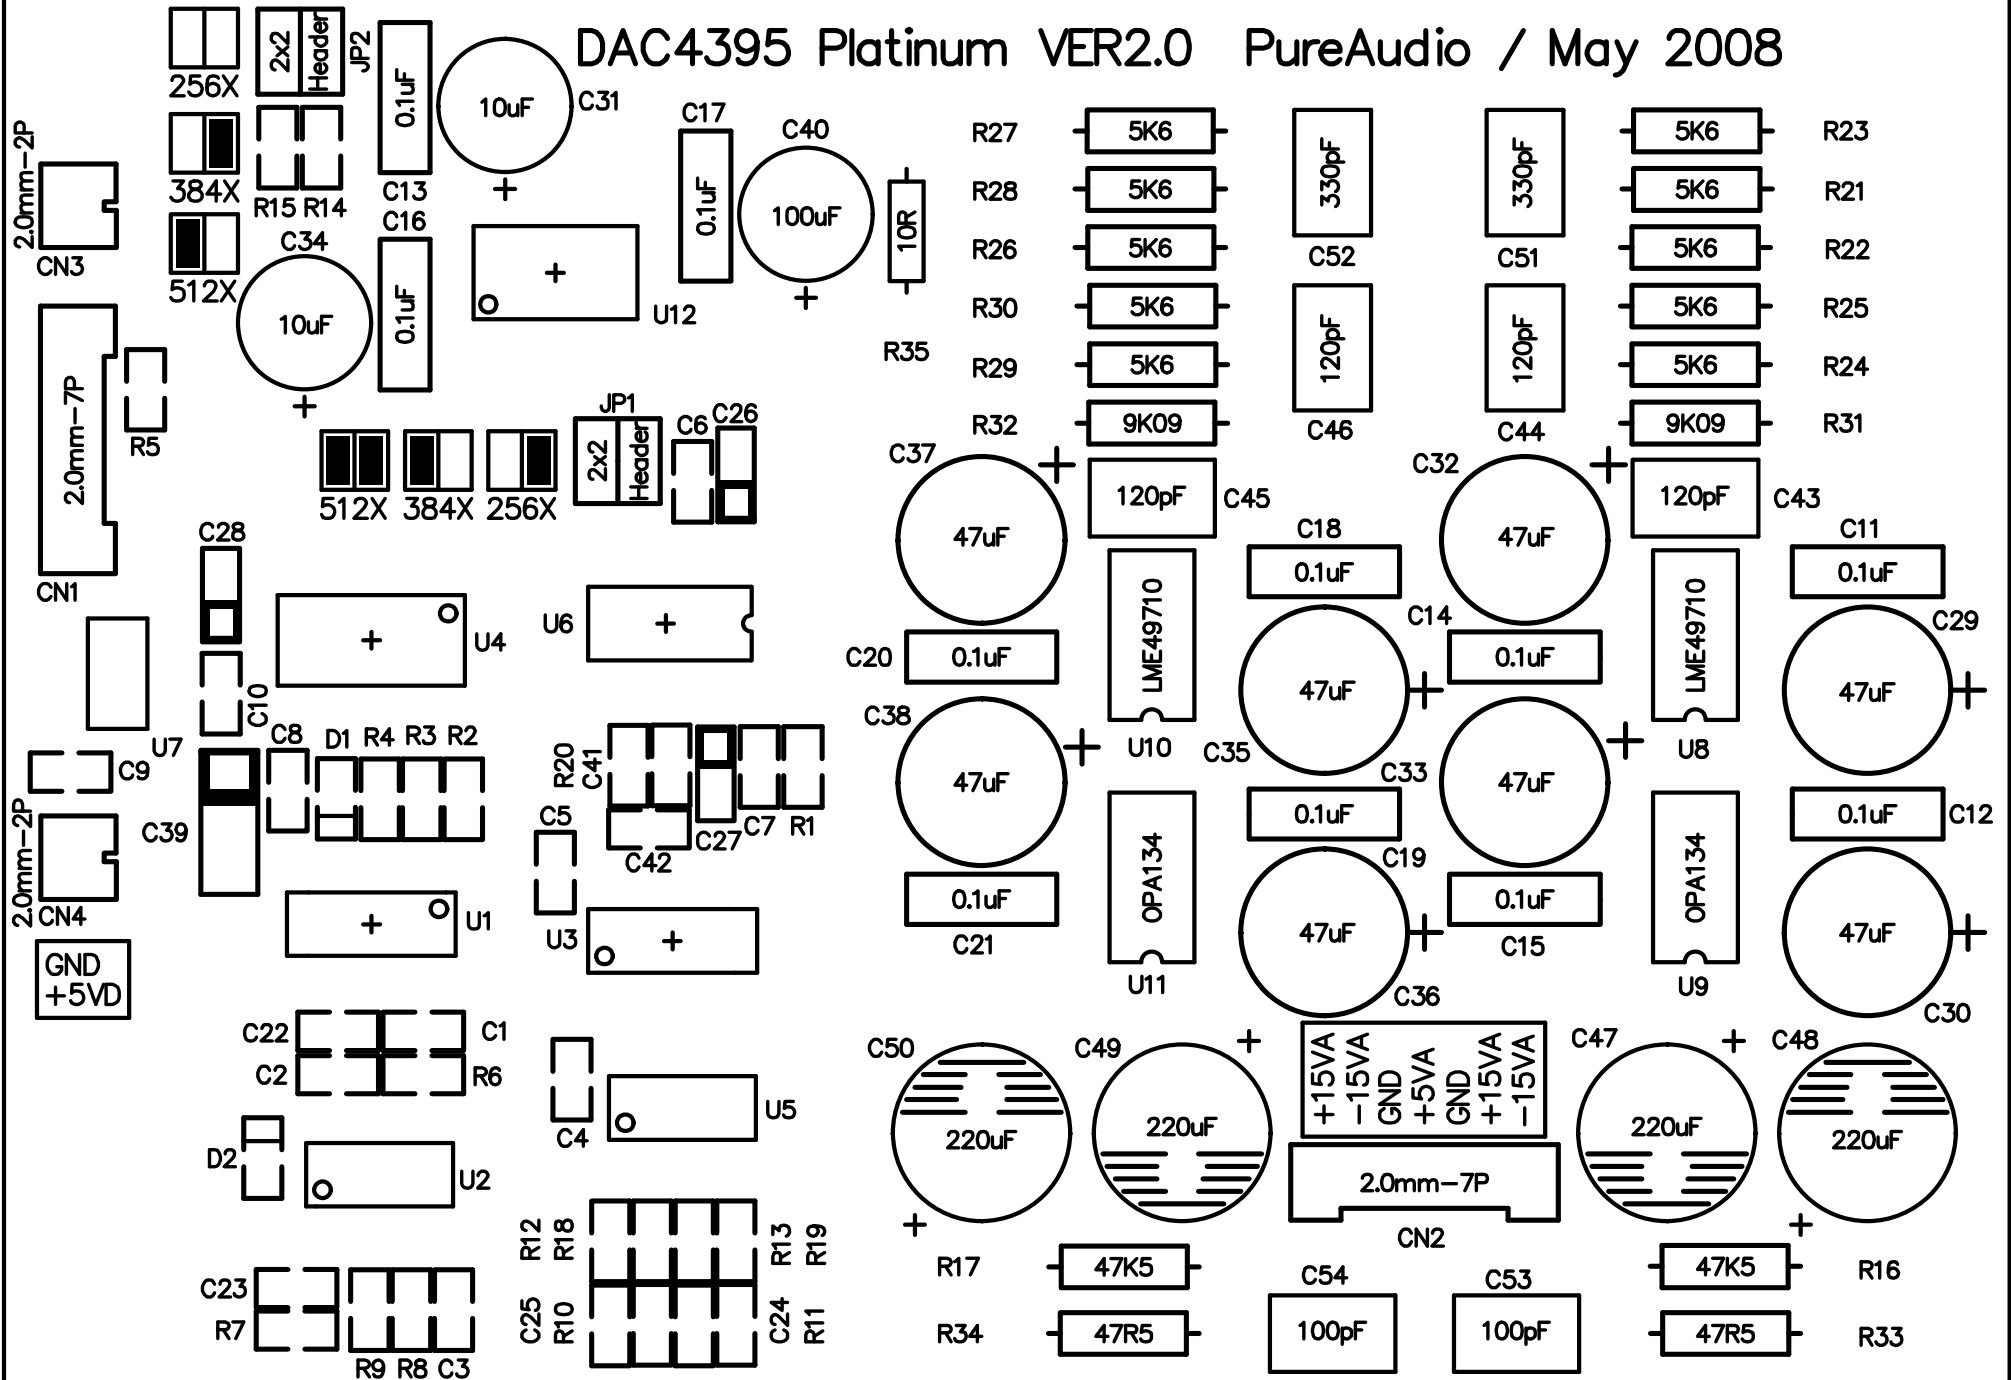 DAC4395 Platinum VER2.0 PureAudio / May 2008
256X
2x2
Header
JP2
0.1uF
C13
10uF
C31
384X
R15 R14
2.0mm-2P
CN3
512X
C34
10uF
C16
0.1uF
U12
C17
0.1uF
C40
100uF
10R
R35
2.0mm-7P
CN1
R5
512X 384X 256X
JP1
2x2
Header
C6
C26
R27 5K6
R28 5K6
R26 5K6
R30 5K6
R29 5K6
R32 9K09
330pF
C52
330pF
C51
120pF
C46
120pF
C44
5K6 R23
5K6 R21
5K6 R22
5K6 R25
5K6 R24
9K09 R31
C37
47uF
120pF C45
C32
47uF
120pF C43
C18
0.1uF
C11
0.1uF
C28
U4
U6
C10
U7
C9
C20 0.1uF
LME49710
U10
C35
47uF
C14
0.1uF
LME49710
U8
C29
47uF
C38
47uF
C33
47uF
C39
C8
D1 R4 R3 R2
R20
C41
C42
C27
C7
R1
C5
2.0mm-2P
CN4
GND
+5VD
U1
U3
0.1uF
C19
0.1uF C12
0.1uF
C21
OPA134
U11
47uF
C36
0.1uF
C15
OPA134
U9
47uF
C30
C22
C1
C2
R6
D2
U2
C4
U5
C50
220uF
C49
220uF
+15VA
-15VA
GND
+5VA
GND
+15VA
-15VA
2.0mm-7P
CN2
C47
220uF
C48
220uF
C23
R7
R9 R8 C3
R12
R18
R13
R19
C25
R10
C24
R11
R17 47K5
R34 47R5
C54
100pF
C53
100pF
47K5 R16
47R5 R33